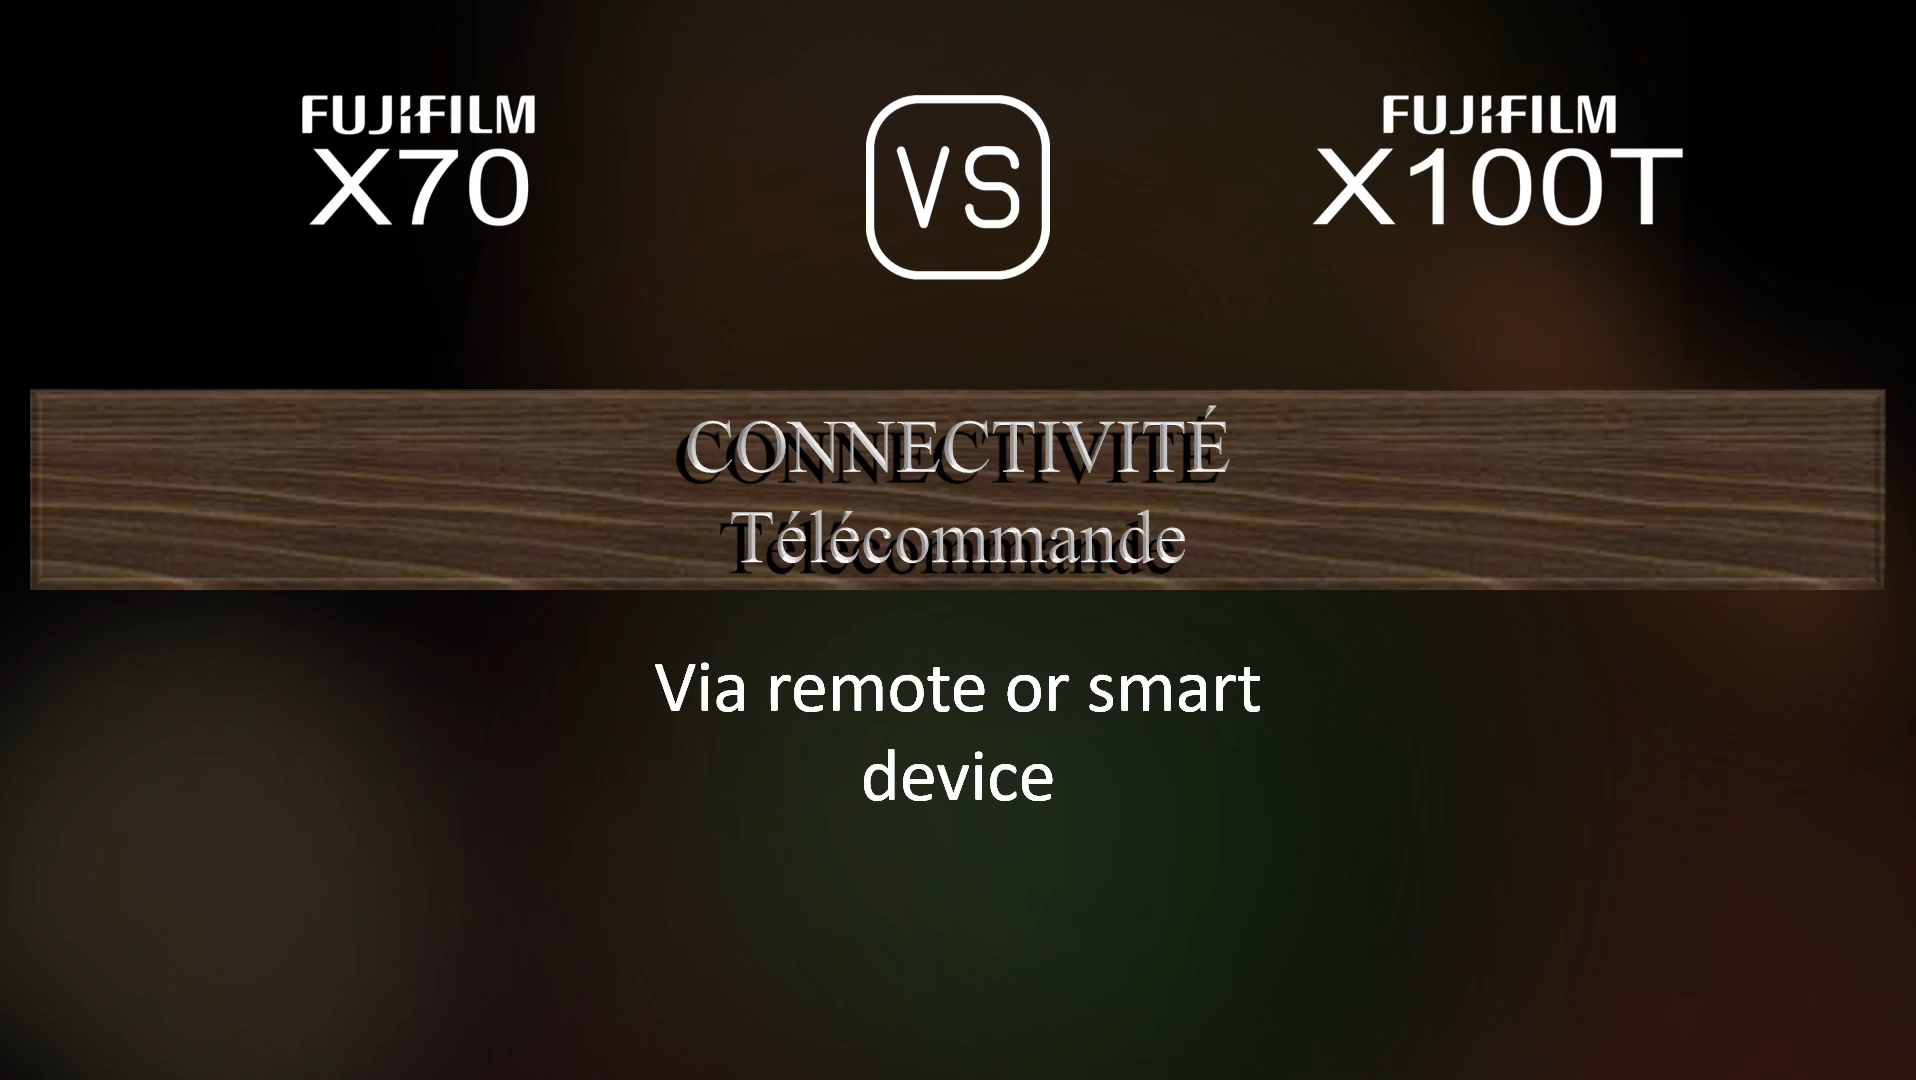 FUJIFILM
X70
VS
FUJIFILM
X100T
CONNECTIVITÉ
Télécommande
Via remote or smart
device